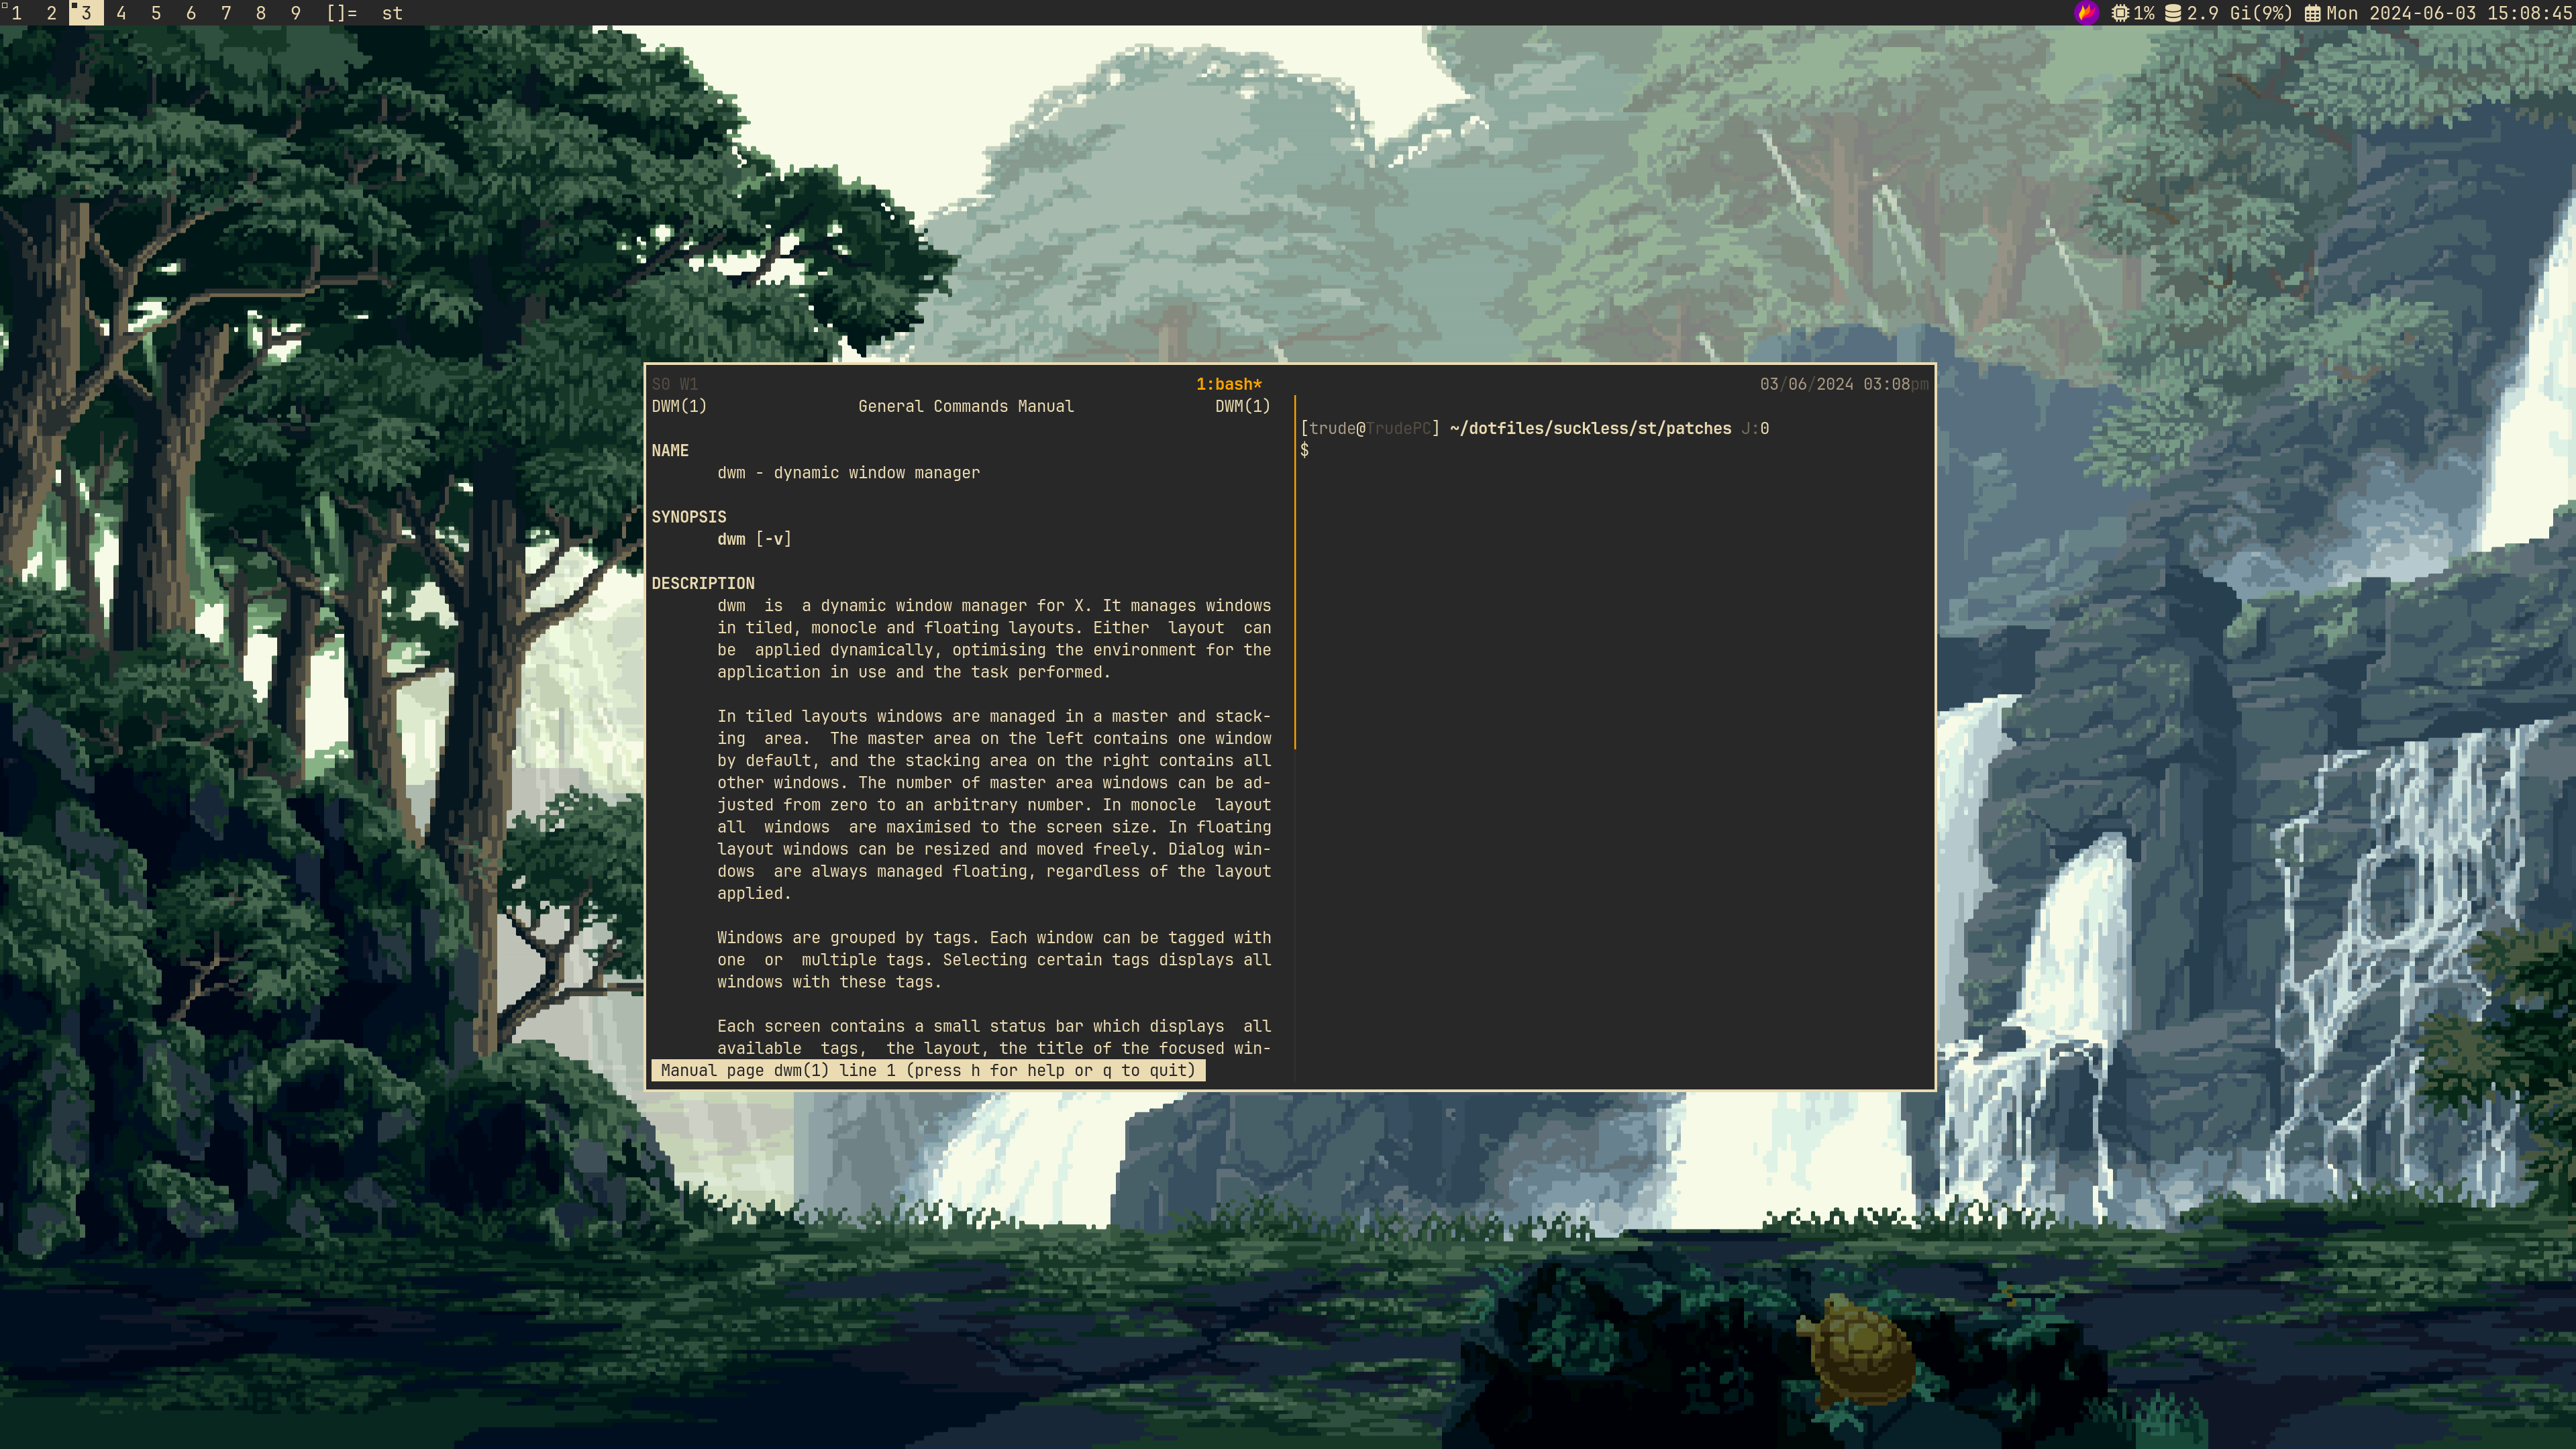 1 2 3 4 5 6 7 8 9 []= st 1% 2.9 Gi(9%) Mon 2024-06-03 15:08:45
S0 W1 1:bash* 03/06/2024 03:08pm
DWM(1) General Commands Manual DWM(1)
NAME
dwm - dynamic window manager
SYNOPSIS
dwm [-v]
DESCRIPTION
dwm is a dynamic window manager for X. It manages windows
in tiled, monocle and floating layouts. Either layout can
be applied dynamically, optimising the environment for the
application in use and the task performed.
In tiled layouts windows are managed in a master and stack-
ing area. The master area on the left contains one window
by default, and the stacking area on the right contains all
other windows. The number of master area windows can be ad-
justed from zero to an arbitrary number. In monocle layout
all windows are maximised to the screen size. In floating
layout windows can be resized and moved freely. Dialog win-
dows are always managed floating, regardless of the layout
applied.
Windows are grouped by tags. Each window can be tagged with
one or multiple tags. Selecting certain tags displays all
windows with these tags.
Each screen contains a small status bar which displays all
available tags, the layout, the title of the focused win-
Manual page dwm(1) line 1 (press h for help or q to quit)
[trude@TrudePC] ~/dotfiles/suckless/st/patches J:0
$